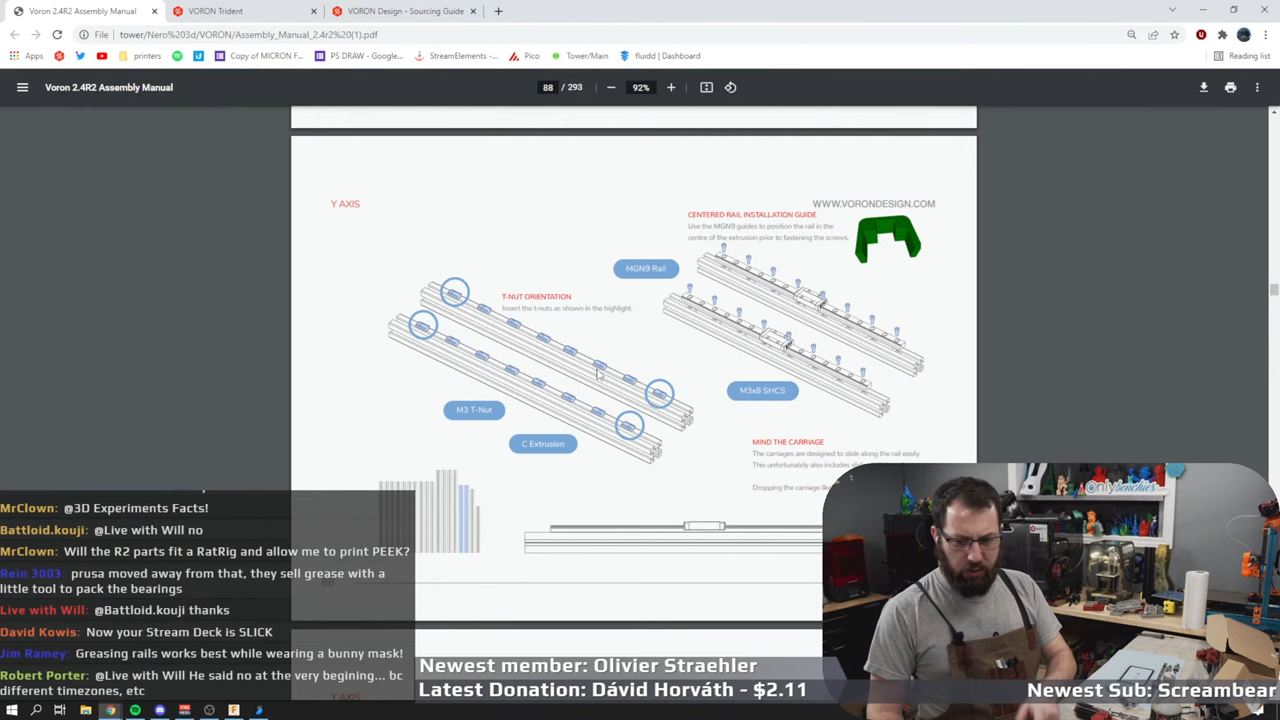 Voron 2.4R2 Assembly Manual
VORON Trident
VORON Design - Sourcing Guide
File
tower/Nero%203d/VORON/Assembly_Manual_2.4r2%20(1).pdf
Apps
printers
Copy of MICRON F...
PS DRAW - Google...
StreamElements -...
Pico
Tower/Main
fluidd | Dashboard
Reading list
Voron 2.4R2 Assembly Manual
88 / 293
92%
Y AXIS
WWW.VORONDESIGN.COM
CENTERED RAIL INSTALLATION GUIDE
Use the MGN9 guides to position the rail in the
centre of the extrusion prior to fastening the screws.
MGN9 Rail
T-NUT ORIENTATION
Insert the t-nuts as shown in the highlight.
M3x8 SHCS
M3 T-Nut
C Extrusion
MIND THE CARRIAGE
The carriages are designed to slide along the rail easily.
This unfortunately also includes
Dropping the carriage
MrClown: @3D Experiments Facts!
Battloid.kouji: @Live with Will no
MrClown: Will the R2 parts fit a RatRig and allow me to print PEEK?
Rein 3003: prusa moved away from that, they sell grease with a
little tool to pack the bearings
Live with Will: @Battloid.kouji thanks
David Kowis: Now your Stream Deck is SLICK
Jim Ramey: Greasing rails works best while wearing a bunny mask!
Robert Porter: @Live with Will He said no at the very begining... bc
different timezones, etc
@onlybenchies
Y AXIS
Newest member: Olivier Straehler
Latest Donation: Dávid Horváth - $2.11
Newest Sub: Screambear